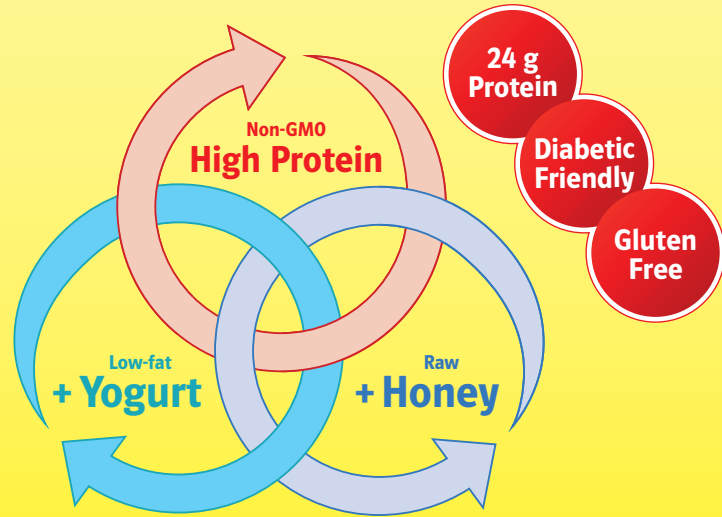 Non-GMO
High Protein
Low-fat
+ Yogurt
Raw
+ Honey
24 g
Protein
Diabetic
Friendly
Gluten
Free